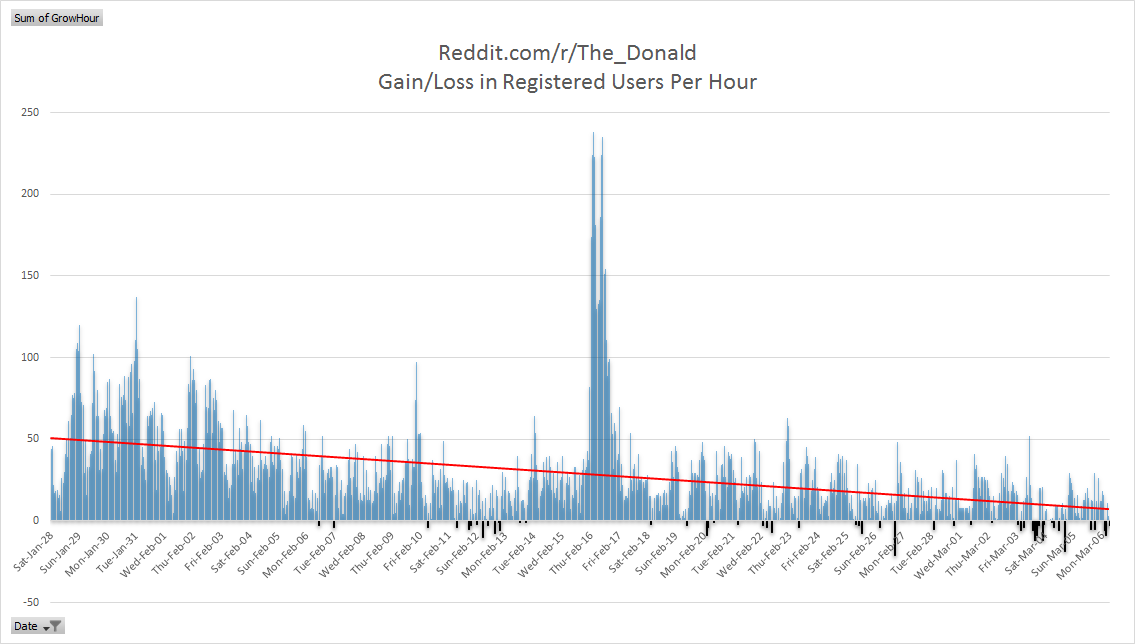 Sum of GrowHour
Reddit.com/r/The_Donald
Gain/Loss in Registered Users Per Hour
250
200
150
100
50
0
-50
Sat-Jan-28
Sun-Jan-29
Mon-Jan-30
Tue-Jan-31
Wed-Feb-01
Thu-Feb-02
Fri-Feb-03
Sat-Feb-04
Sun-Feb-05
Mon-Feb-06
Tue-Feb-07
Wed-Feb-08
Thu-Feb-09
Fri-Feb-10
Sat-Feb-11
Sun-Feb-12
Mon-Feb-13
Tue-Feb-14
Wed-Feb-15
Thu-Feb-16
Fri-Feb-17
Sat-Feb-18
Sun-Feb-19
Mon-Feb-20
Tue-Feb-21
Wed-Feb-22
Thu-Feb-23
Fri-Feb-24
Sat-Feb-25
Sun-Feb-26
Mon-Feb-27
Tue-Feb-28
Wed-Mar-01
Thu-Mar-02
Fri-Mar-03
Sat-Mar-04
Sun-Mar-05
Mon-Mar-06
Date